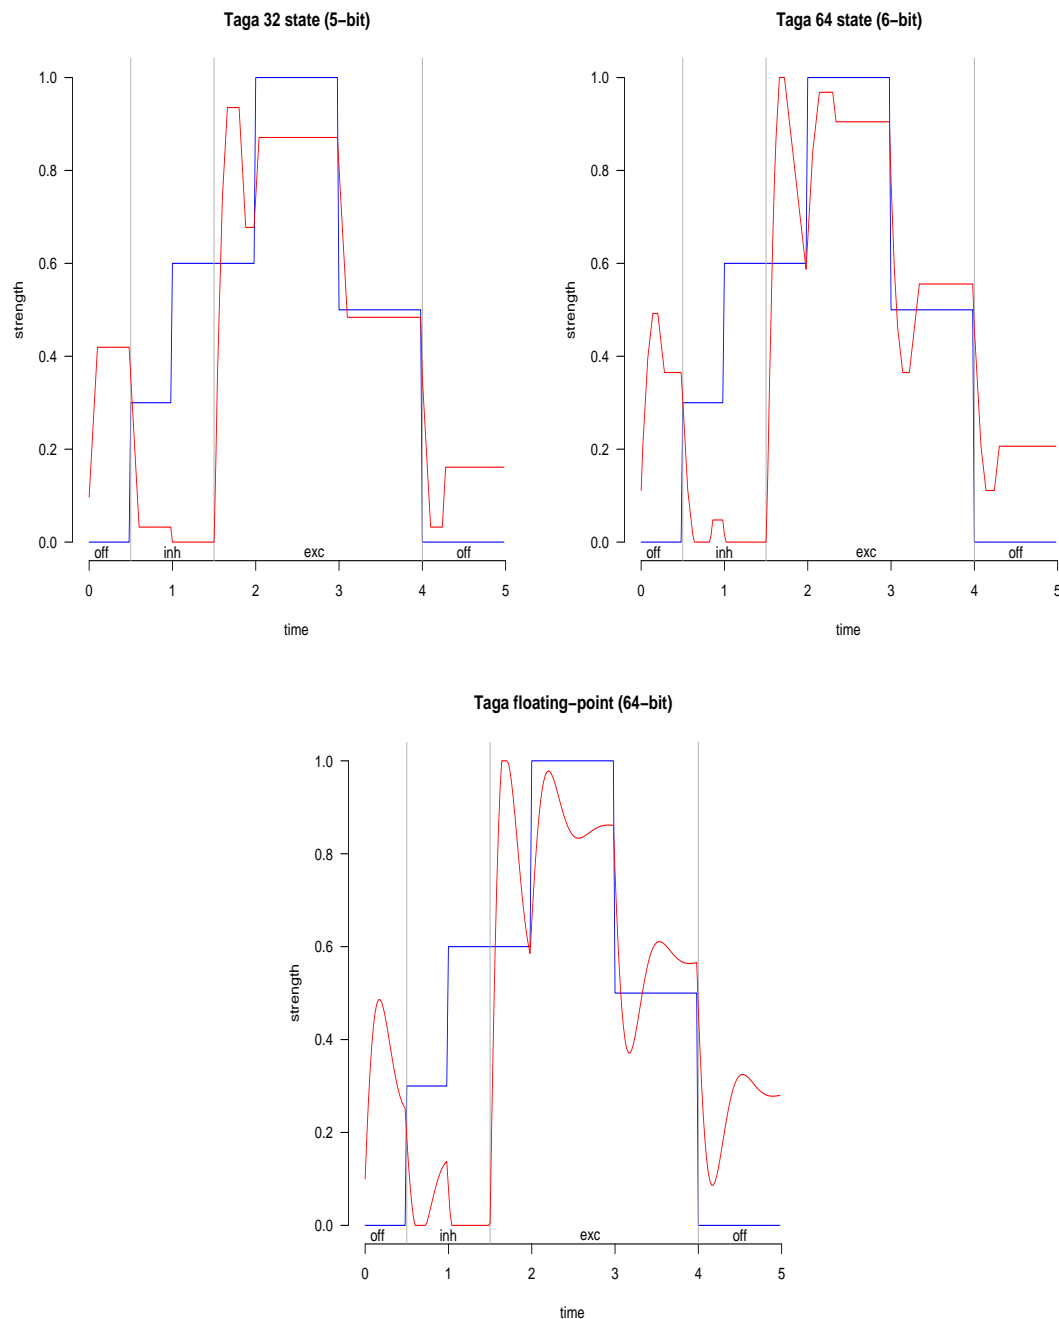 Taga 32 state (5−bit)
strength
1.0
0.8
0.6
0.4
0.2
0.0
off inh exc off
0 1 2 3 4 5
time
Taga 64 state (6−bit)
strength
1.0
0.8
0.6
0.4
0.2
0.0
off inh exc off
0 1 2 3 4 5
time
Taga floating−point (64−bit)
strength
1.0
0.8
0.6
0.4
0.2
0.0
off inh exc off
0 1 2 3 4 5
time